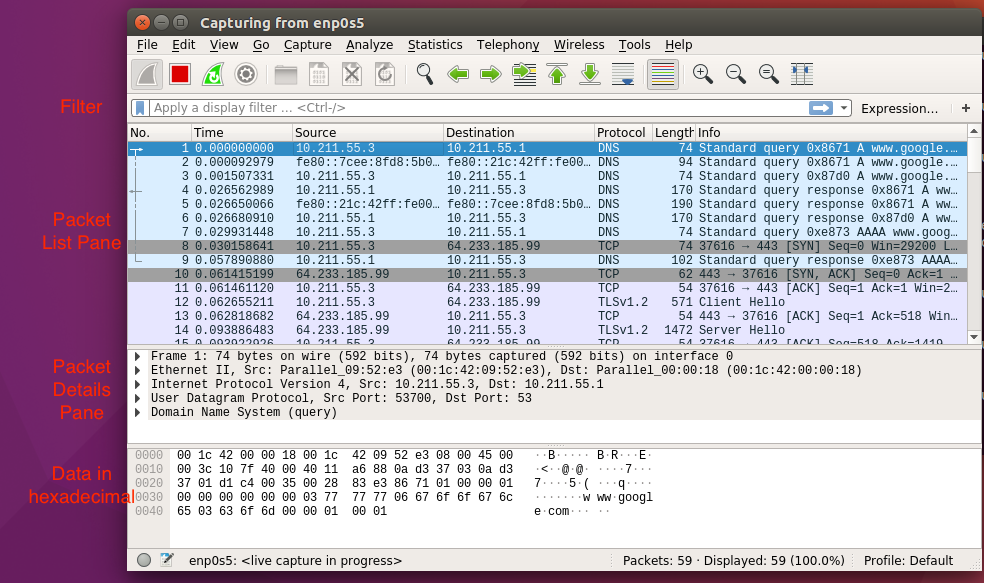 Capturing from enp0s5
File Edit View Go Capture Analyze Statistics Telephony Wireless Tools Help
Filter
Apply a display filter … <Ctrl-/> Expression… +
No. Time Source Destination Protocol Length Info
1 0.000000000 10.211.55.3 10.211.55.1 DNS 74 Standard query 0x8671 A www.google.…
2 0.000092979 fe80::7cee:8fd8:5b0… fe80::21c:42ff:fe00… DNS 94 Standard query 0x8671 A www.google.…
3 0.001507331 10.211.55.3 10.211.55.1 DNS 74 Standard query 0x87d0 A www.google.…
4 0.026562989 10.211.55.1 10.211.55.3 DNS 170 Standard query response 0x8671 A ww…
5 0.026650066 fe80::21c:42ff:fe00… fe80::7cee:8fd8:5b0… DNS 190 Standard query response 0x8671 A ww…
6 0.026680910 10.211.55.1 10.211.55.3 DNS 170 Standard query response 0x87d0 A ww…
7 0.029931448 10.211.55.3 10.211.55.1 DNS 74 Standard query 0xe873 AAAA www.goog…
8 0.030158641 10.211.55.3 64.233.185.99 TCP 74 37616 → 443 [SYN] Seq=0 Win=29200 L…
9 0.057890880 10.211.55.1 10.211.55.3 DNS 102 Standard query response 0xe873 AAAA…
10 0.061415199 64.233.185.99 10.211.55.3 TCP 62 443 → 37616 [SYN, ACK] Seq=0 Ack=1 …
11 0.061461120 10.211.55.3 64.233.185.99 TCP 54 37616 → 443 [ACK] Seq=1 Ack=1 Win=2…
12 0.062655211 10.211.55.3 64.233.185.99 TLSv1.2 571 Client Hello
13 0.062818682 64.233.185.99 10.211.55.3 TCP 54 443 → 37616 [ACK] Seq=1 Ack=518 Win…
14 0.093886483 64.233.185.99 10.211.55.3 TLSv1.2 1472 Server Hello
15 0.093922926 10.211.55.3 64.233.185.99 TCP 54 37616 → 443 [ACK] Seq=518 Ack=1419
Packet
List Pane
Frame 1: 74 bytes on wire (592 bits), 74 bytes captured (592 bits) on interface 0
Ethernet II, Src: Parallel_09:52:e3 (00:1c:42:09:52:e3), Dst: Parallel_00:00:18 (00:1c:42:00:00:18)
Internet Protocol Version 4, Src: 10.211.55.3, Dst: 10.211.55.1
User Datagram Protocol, Src Port: 53700, Dst Port: 53
Domain Name System (query)
Packet
Details
Pane
0000 00 1c 42 00 00 18 00 1c 42 09 52 e3 08 00 45 00 ··B····· B·R···E·
0010 00 3c 10 7f 40 00 40 11 a6 88 0a d3 37 03 0a d3 ·<··@·@· ····7···
0020 37 01 d1 c4 00 35 00 28 83 e3 86 71 01 00 00 01 7····5·( ···q····
0030 00 00 00 00 00 00 03 77 77 77 06 67 6f 6f 67 6c ·······w ww·googl
0040 65 03 63 6f 6d 00 00 01 00 01 e·com··· ··
Data in
hexadecimal
enp0s5: <live capture in progress> Packets: 59 · Displayed: 59 (100.0%) Profile: Default